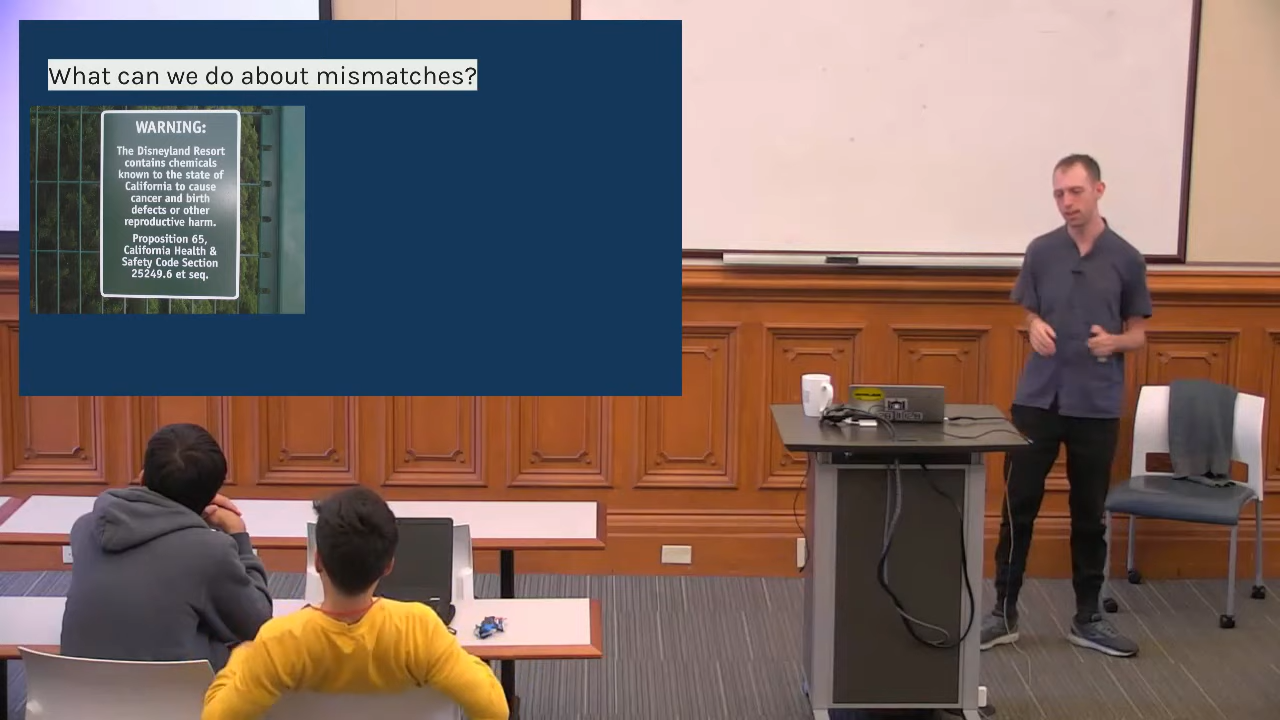 What can we do about mismatches?
WARNING:
The Disneyland Resort
contains chemicals
known to the state of
California to cause
cancer and birth
defects or other
reproductive harm.
Proposition 65,
California Health &
Safety Code Section
25249.6 et seq.